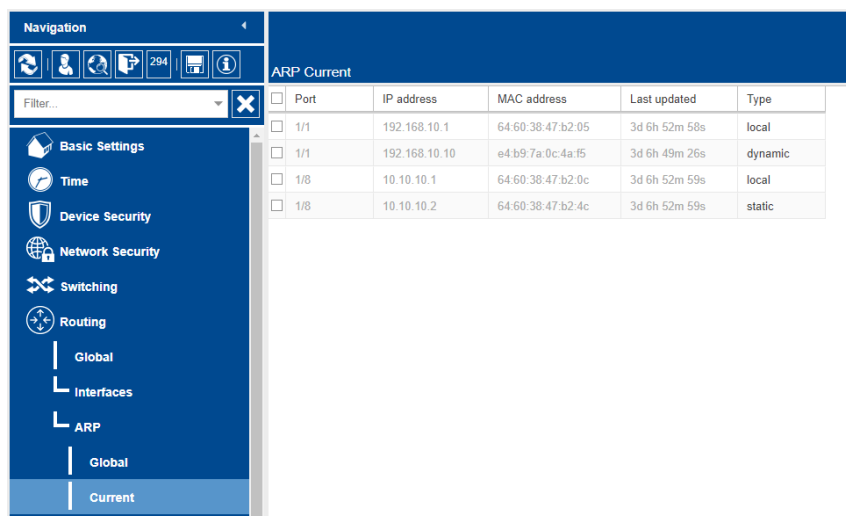 Navigation
294
ARP Current
Filter...
Port IP address MAC address Last updated Type
1/1 192.168.10.1 64:60:38:47:b2:05 3d 6h 52m 58s local
1/1 192.168.10.10 e4:b9:7a:0c:4a:f5 3d 6h 49m 26s dynamic
1/8 10.10.10.1 64:60:38:47:b2:0c 3d 6h 52m 59s local
1/8 10.10.10.2 64:60:38:47:b2:4c 3d 6h 52m 59s static
Basic Settings
Time
Device Security
Network Security
Switching
Routing
Global
Interfaces
ARP
Global
Current